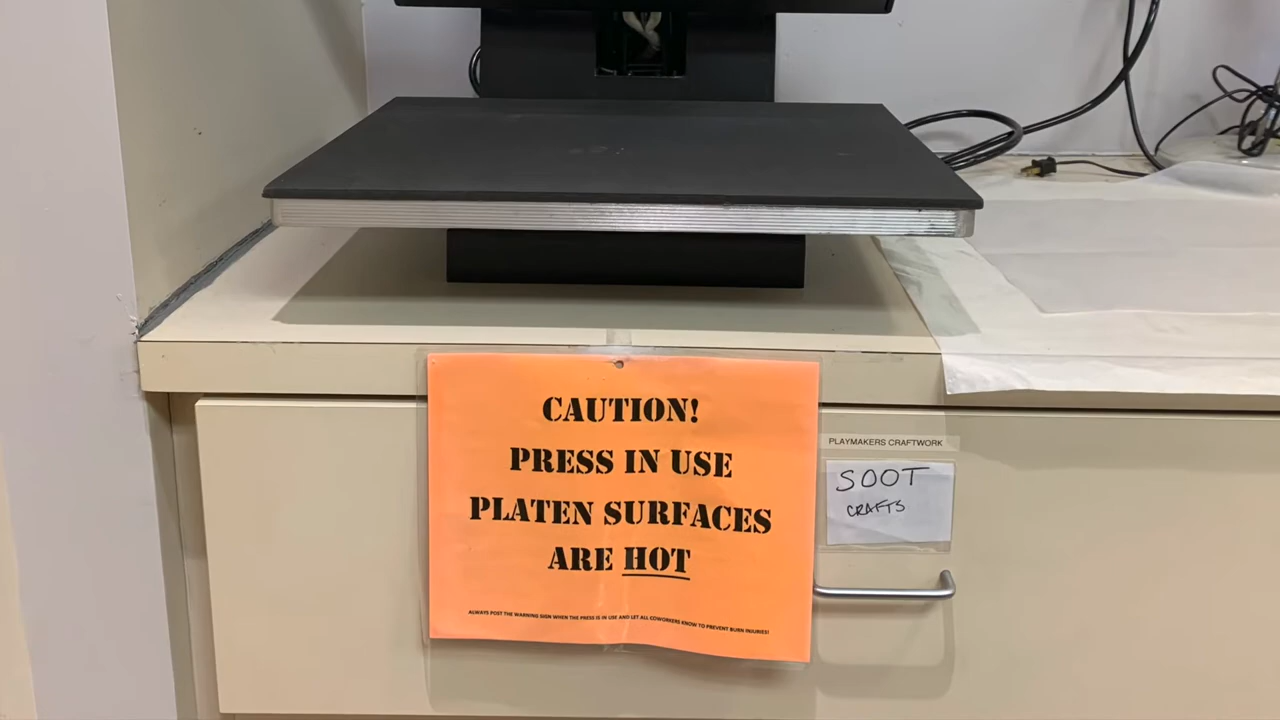 CAUTION!
PRESS IN USE
PLATEN SURFACES
ARE HOT
ALWAYS POST THE WARNING SIGN WHEN THE PRESS IS IN USE AND LET ALL COWORKERS KNOW TO PREVENT BURN INJURIES!
PLAYMAKERS CRAFTWORK
SOOT
CRAFTS